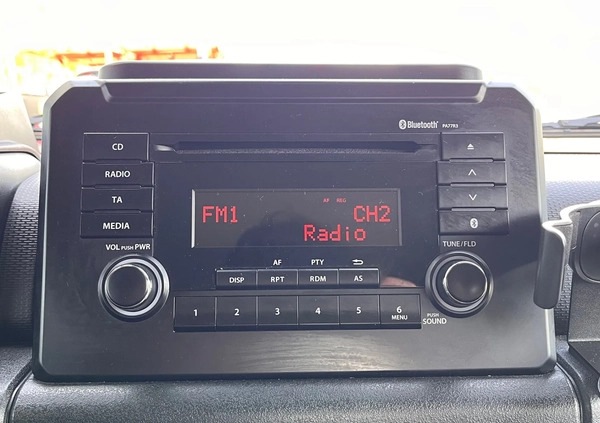 Bluetooth® PA77R3
CD
RADIO
TA
MEDIA
VOL PUSH PWR
AF REG
FM1 CH2
Radio
TUNE/FLD
AF PTY
DISP RPT RDM AS
1 2 3 4 5 6
MENU
PUSH
SOUND